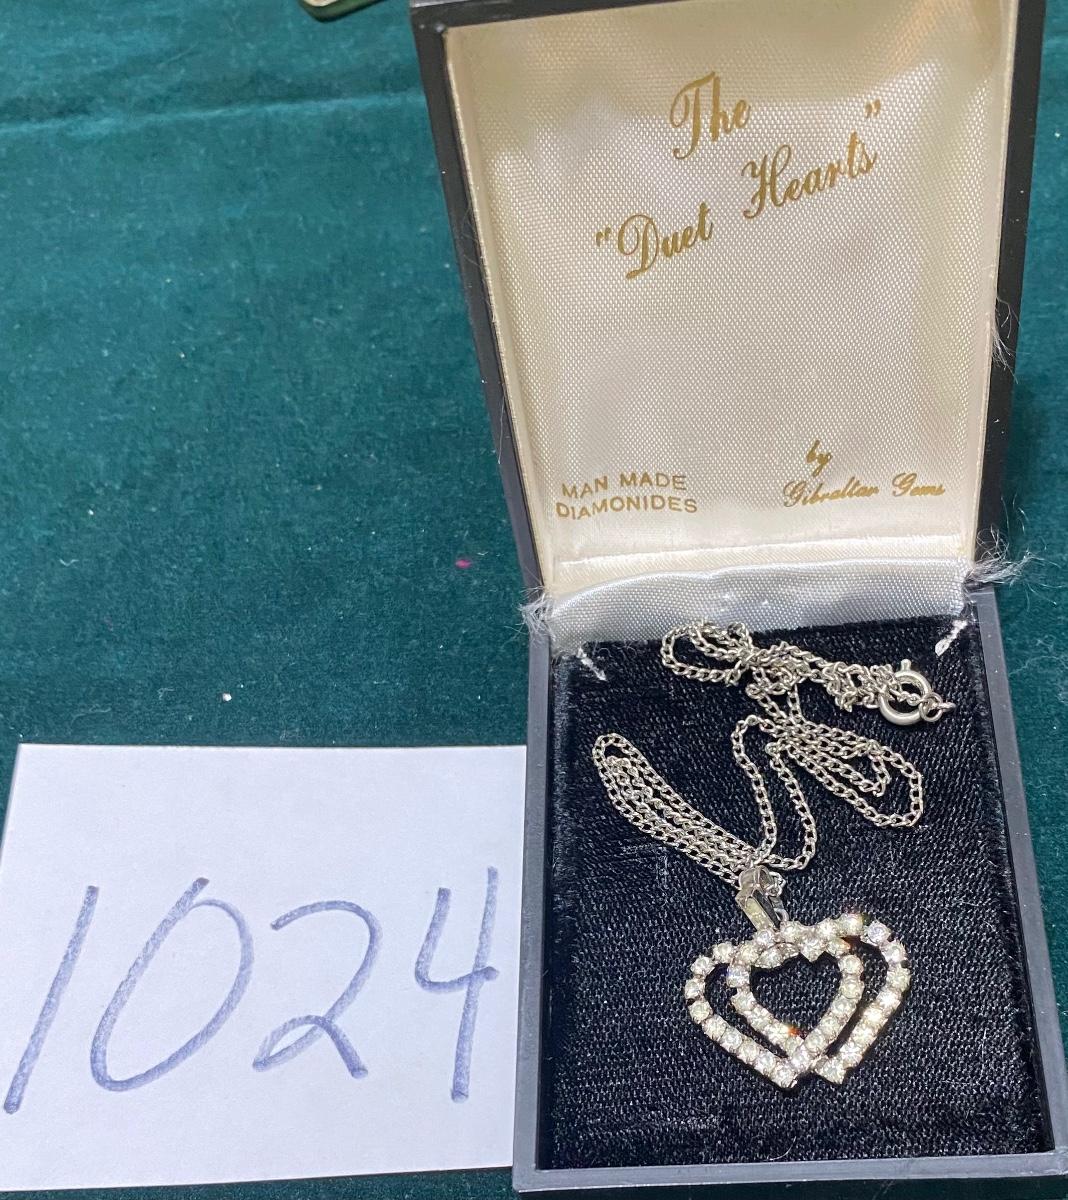 The
"Duet Hearts"
by
Gibraltar Gems
MAN MADE
DIAMONIDES
1024